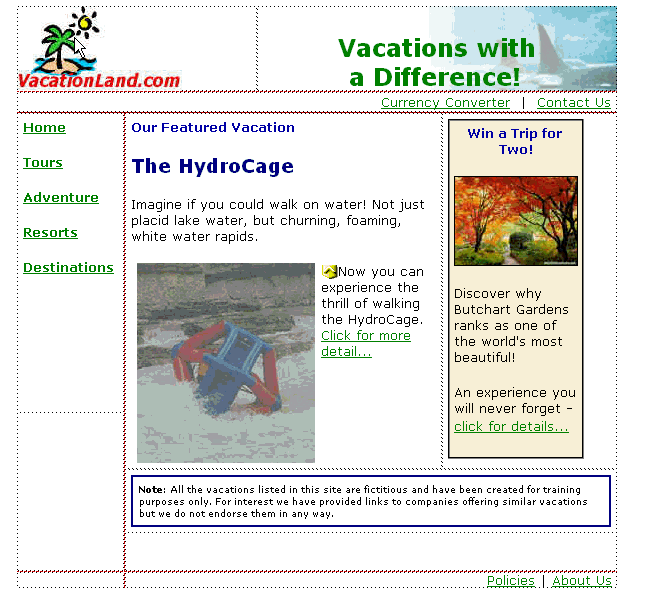 VacationLand.com
Vacations with
a Difference!
Currency Converter | Contact Us
Home
Tours
Adventure
Resorts
Destinations
Our Featured Vacation
The HydroCage
Imagine if you could walk on water! Not just
placid lake water, but churning, foaming,
white water rapids.
Now you can
experience the
thrill of walking
the HydroCage.
Click for more
detail...
Win a Trip for
Two!
Discover why
Butchart Gardens
ranks as one of
the world's most
beautiful!
An experience you
will never forget -
click for details...
Note: All the vacations listed in this site are fictitious and have been created for training
purposes only. For interest we have provided links to companies offering similar vacations
but we do not endorse them in any way.
Policies | About Us